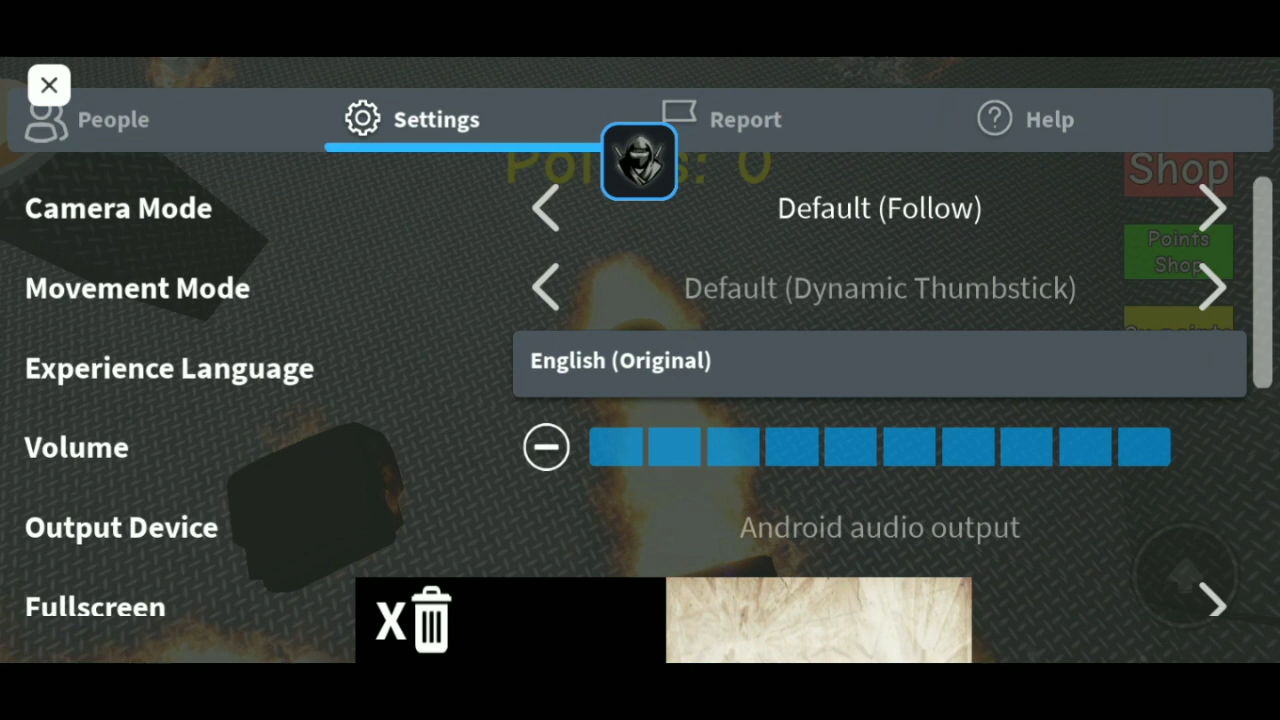 People
Settings
Report
Help
Shop
Camera Mode
Default (Follow)
Points
Shop
Movement Mode
Default (Dynamic Thumbstick)
Experience Language
English (Original)
Volume
Output Device
Android audio output
Fullscreen
X